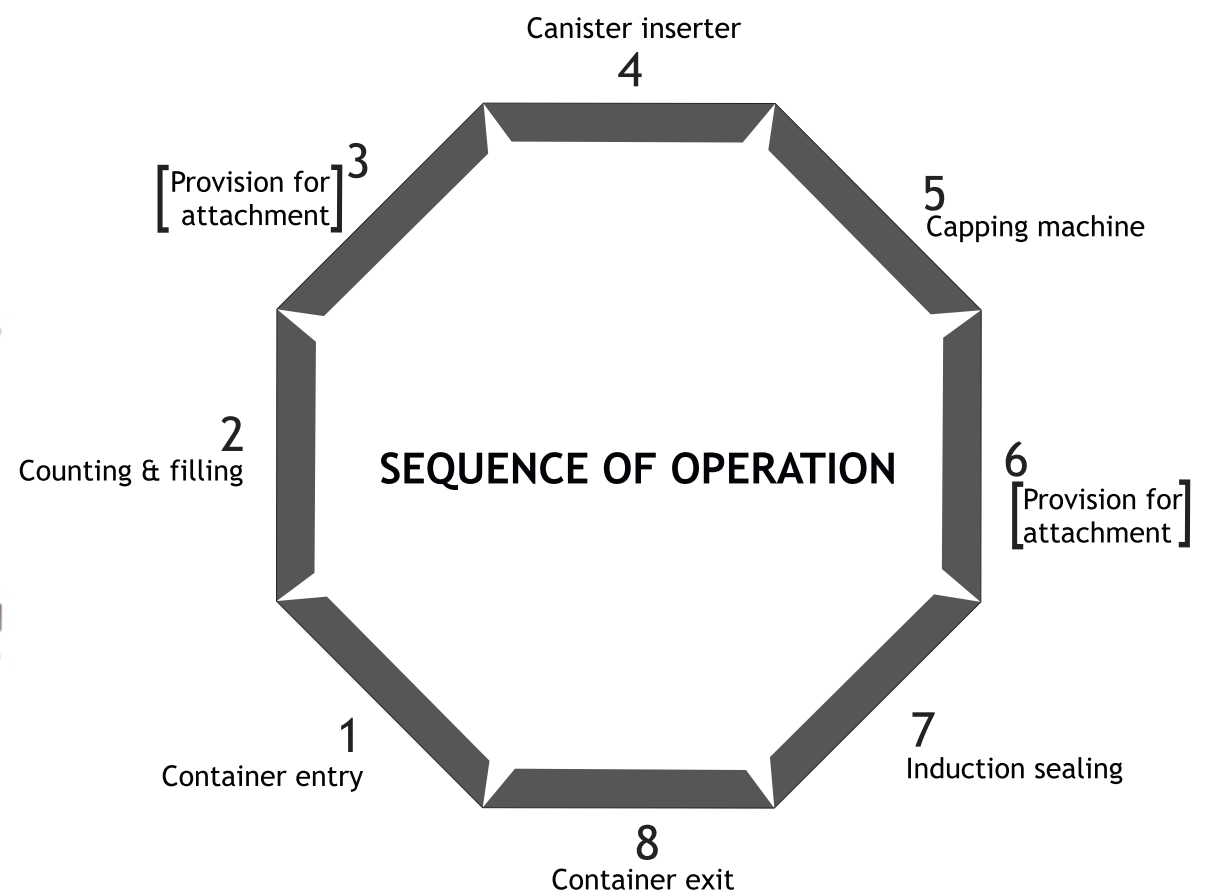 Canister inserter
4
3
[Provision for
attachment]
5
Capping machine
2
Counting & filling
SEQUENCE OF OPERATION
6
[Provision for
attachment]
1
Container entry
7
Induction sealing
8
Container exit